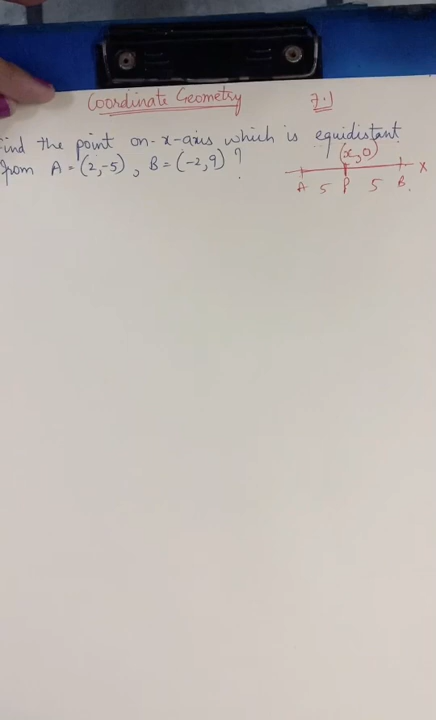 Coordinate Geometry 7.1
Find the point on x-axis which is equidistant
from A = (2,-5), B = (-2,9) ?
(x,0)
X
A 5 P 5 B.